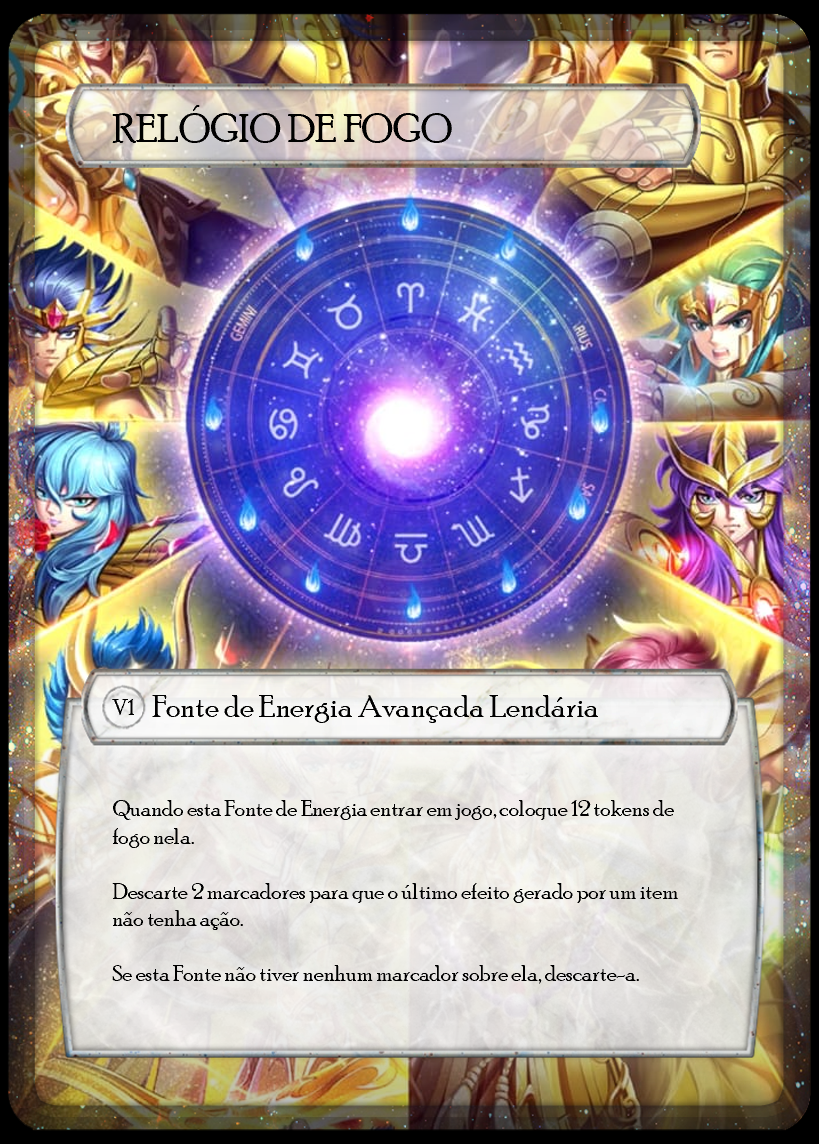 RELÓGIO DE FOGO
GEMINI
V1 Fonte de Energia Avançada Lendária
Quando esta Fonte de Energia entrar em jogo, coloque 12 tokens de
fogo nela.
Descarte 2 marcadores para que o último efeito gerado por um item
não tenha ação.
Se esta Fonte não tiver nenhum marcador sobre ela, descarte-a.